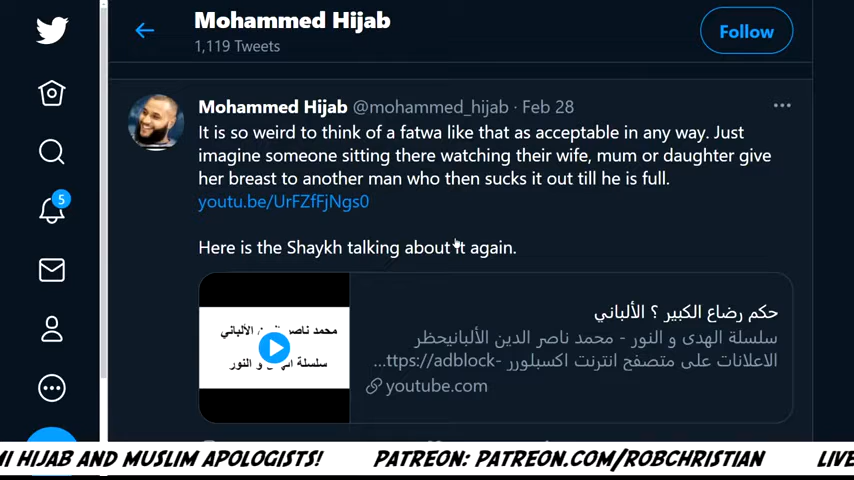 Mohammed Hijab
1,119 Tweets
Follow
Mohammed Hijab @mohammed_hijab · Feb 28
It is so weird to think of a fatwa like that as acceptable in any way. Just
imagine someone sitting there watching their wife, mum or daughter give
her breast to another man who then sucks it out till he is full.
youtu.be/UrFZfFjNgs0
Here is the Shaykh talking about it again.
محمد ناصر الدين الألباني
سلسلة الهدى و النور
حكم رضاع الكبير ؟ الألباني
سلسلة الهدى و النور - محمد ناصر الدين الألبانيحظر
الاعلانات على متصفح انترنت اكسبلورر -ttps://adblock...
youtube.com
5
MI HIJAB AND MUSLIM APOLOGISTS! PATREON: PATREON.COM/ROBCHRISTIAN LIVE